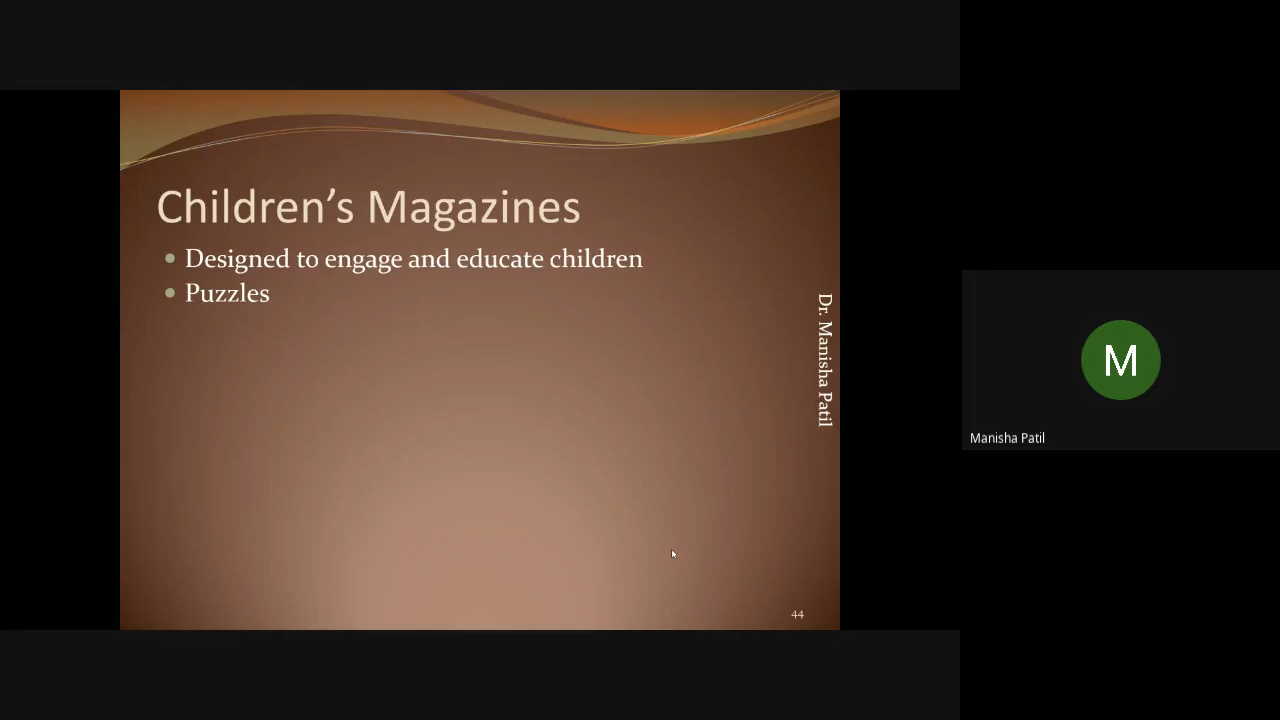 Children’s Magazines
Designed to engage and educate children
Puzzles
Dr. Manisha Patil
44
M
Manisha Patil